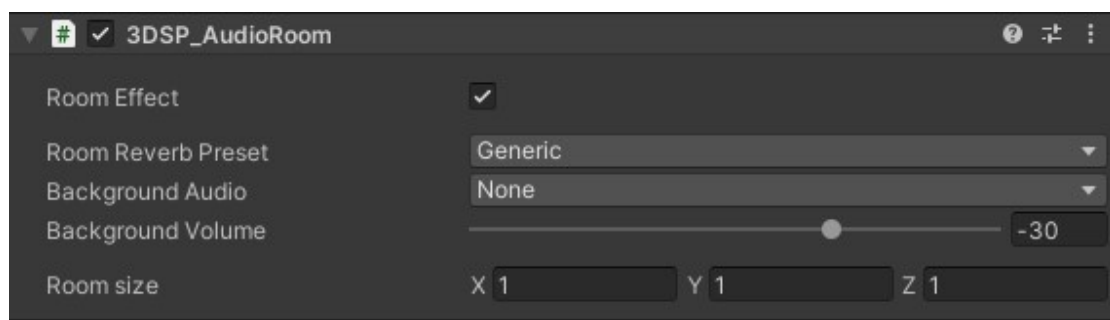 # 3DSP_AudioRoom ?
Room Effect
Room Reverb Preset Generic
Background Audio None
Background Volume -30
Room size X 1 Y 1 Z 1